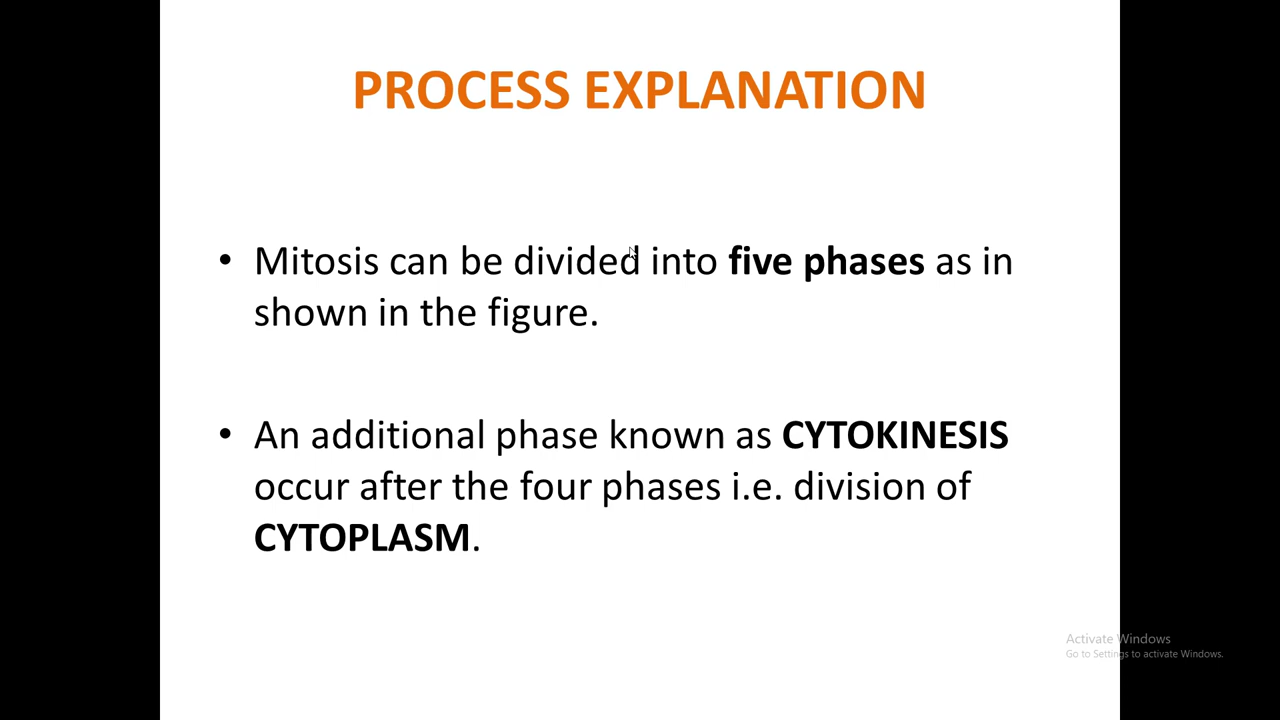 PROCESS EXPLANATION
• Mitosis can be divided into five phases as in
shown in the figure.
• An additional phase known as CYTOKINESIS
occur after the four phases i.e. division of
CYTOPLASM.
Activate Windows
Go to Settings to activate Windows.